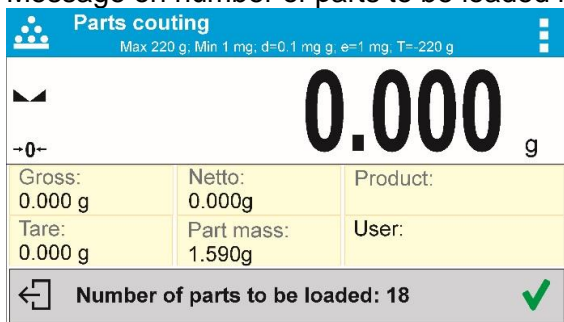 Message on number of parts to be loaded
Parts couting
Max 220 g; Min 1 mg; d=0.1 mg g, e=1 mg, T=-220 g
0.000 g
→0←
Gross:
0.000 g
Netto:
0.000g
Product:
Tare:
0.000 g
Part mass:
1.590g
User:
Number of parts to be loaded: 18